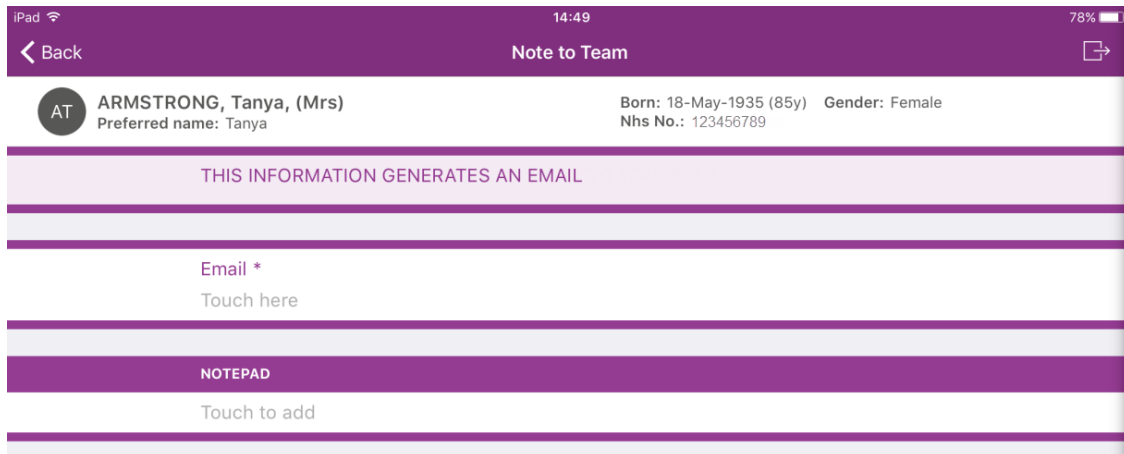 iPad 14:49 78%
Back Note to Team
AT
ARMSTRONG, Tanya, (Mrs) Born: 18-May-1935 (85y) Gender: Female
Preferred name: Tanya Nhs No.: 123456789
THIS INFORMATION GENERATES AN EMAIL
Email *
Touch here
NOTEPAD
Touch to add